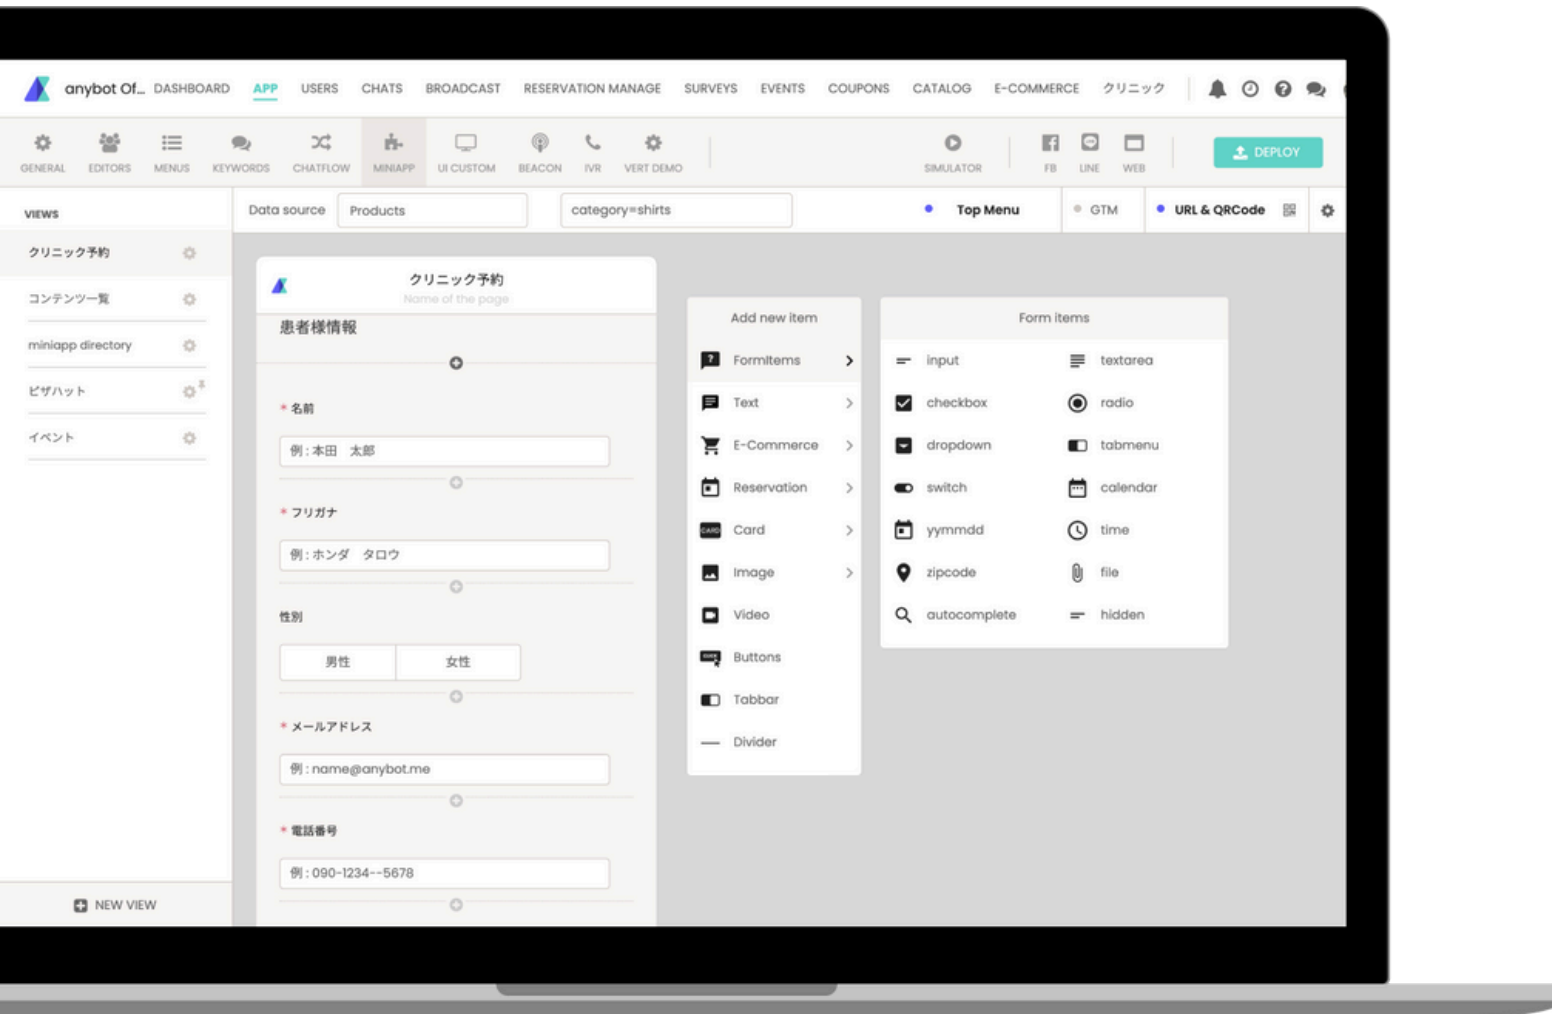 anybot Of... DASHBOARD APP USERS CHATS BROADCAST RESERVATION MANAGE SURVEYS EVENTS COUPONS CATALOG E-COMMERCE クリニック
GENERAL EDITORS MENUS KEYWORDS CHATFLOW MINIAPP UI CUSTOM BEACON IVR VERT DEMO SIMULATOR FB LINE WEB DEPLOY
VIEWS
クリニック予約
コンテンツ一覧
miniapp directory
ピザハット
イベント
NEW VIEW
Data source Products category=shirts Top Menu GTM URL & QRCode
クリニック予約
Name of the page
患者様情報
* 名前
例 : 本田 太郎
* フリガナ
例 : ホンダ タロウ
性別
男性 女性
* メールアドレス
例 : name@anybot.me
* 電話番号
例 : 090-1234--5678
Add new item
FormItems
Text
E-Commerce
Reservation
CARD Card
Image
Video
Buttons
Tabbar
Divider
Form items
input textarea
checkbox radio
dropdown tabmenu
switch calendar
yymmdd time
zipcode file
autocomplete hidden